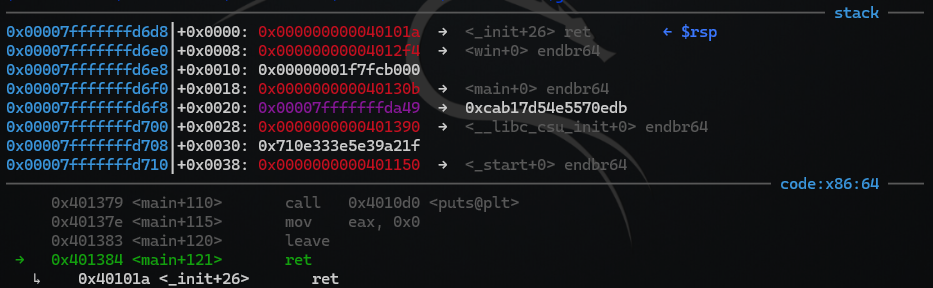 stack
0x00007fffffffd6d8│+0x0000: 0x000000000040101a → <_init+26> ret ← $rsp
0x00007fffffffd6e0│+0x0008: 0x00000000004012f4 → <win+0> endbr64
0x00007fffffffd6e8│+0x0010: 0x00000001f7fcb000
0x00007fffffffd6f0│+0x0018: 0x000000000040130b → <main+0> endbr64
0x00007fffffffd6f8│+0x0020: 0x00007fffffffda49 → 0xcab17d54e5570edb
0x00007fffffffd700│+0x0028: 0x0000000000401390 → <__libc_csu_init+0> endbr64
0x00007fffffffd708│+0x0030: 0x710e333e5e39a21f
0x00007fffffffd710│+0x0038: 0x0000000000401150 → <_start+0> endbr64
code:x86:64
0x401379 <main+110> call 0x4010d0 <puts@plt>
0x40137e <main+115> mov eax, 0x0
0x401383 <main+120> leave
→ 0x401384 <main+121> ret
↳ 0x40101a <_init+26> ret